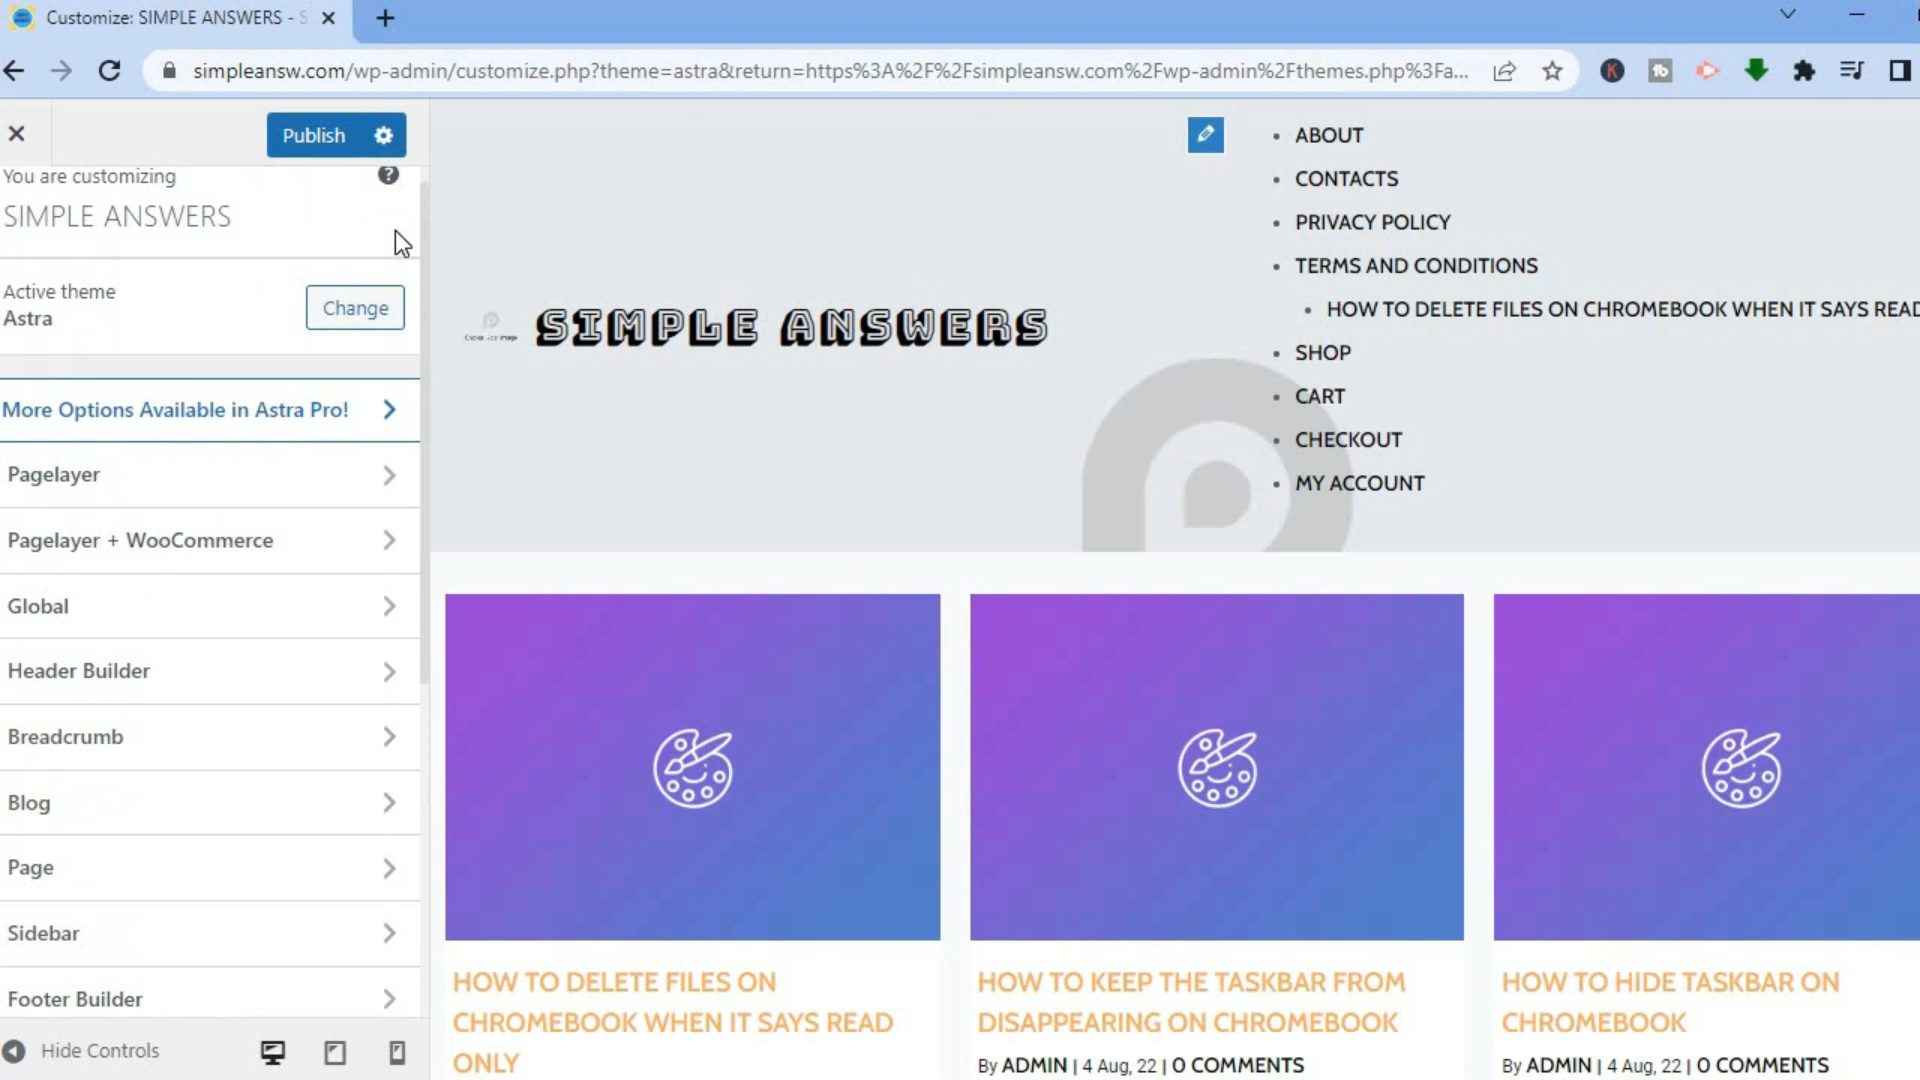 Customize: SIMPLE ANSWERS - S
simpleansw.com/wp-admin/customize.php?theme=astra&return=https%3A%2F%2Fsimpleansw.com%2Fwp-admin%2Fthemes.php%3Fa...
Publish
You are customizing
SIMPLE ANSWERS
Active theme
Astra
Change
More Options Available in Astra Pro!
Pagelayer
Pagelayer + WooCommerce
Global
Header Builder
Breadcrumb
Blog
Page
Sidebar
Footer Builder
Hide Controls
SIMPLE ANSWERS
ABOUT
CONTACTS
PRIVACY POLICY
TERMS AND CONDITIONS
HOW TO DELETE FILES ON CHROMEBOOK WHEN IT SAYS READ
SHOP
CART
CHECKOUT
MY ACCOUNT
HOW TO DELETE FILES ON
CHROMEBOOK WHEN IT SAYS READ
ONLY
HOW TO KEEP THE TASKBAR FROM
DISAPPEARING ON CHROMEBOOK
By ADMIN | 4 Aug, 22 | 0 COMMENTS
HOW TO HIDE TASKBAR ON
CHROMEBOOK
By ADMIN | 4 Aug, 22 | 0 COMMENTS